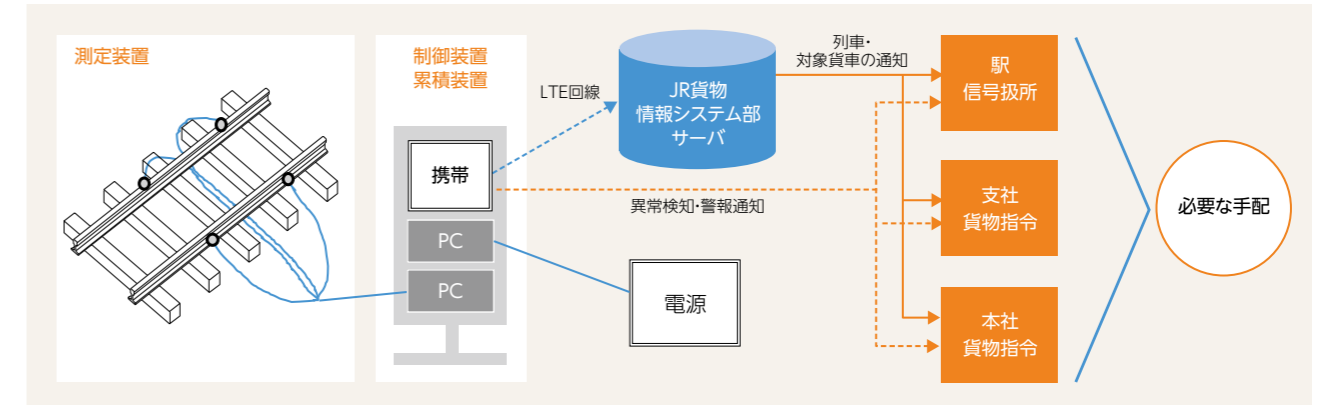 測定装置
制御装置
累積装置
携帯
PC
PC
LTE回線
JR貨物
情報システム部
サーバ
列車・
対象貨車の通知
異常検知・警報通知
電源
駅
信号扱所
支社
貨物指令
本社
貨物指令
必要な手配